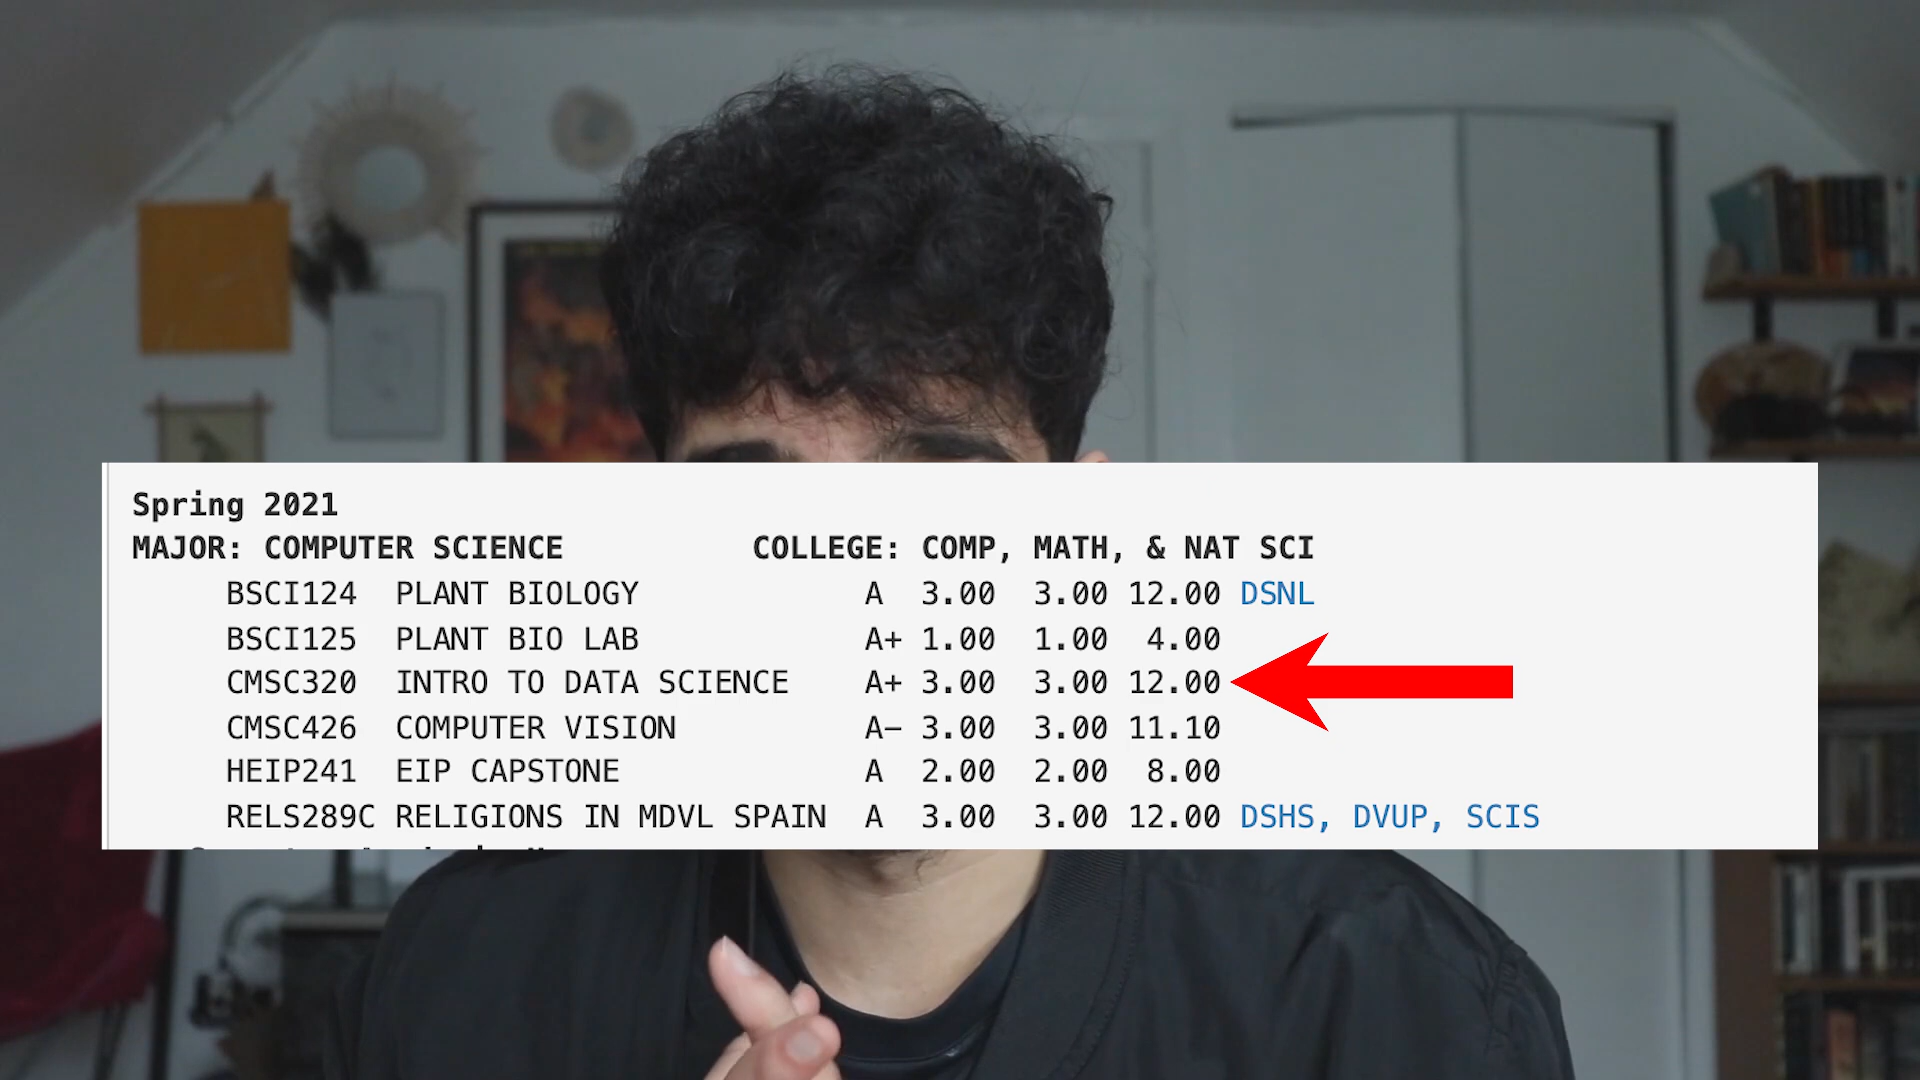 Spring 2021
MAJOR: COMPUTER SCIENCE COLLEGE: COMP, MATH, & NAT SCI
BSCI124 PLANT BIOLOGY A 3.00 3.00 12.00 DSNL
BSCI125 PLANT BIO LAB A+ 1.00 1.00 4.00
CMSC320 INTRO TO DATA SCIENCE A+ 3.00 3.00 12.00
CMSC426 COMPUTER VISION A- 3.00 3.00 11.10
HEIP241 EIP CAPSTONE A 2.00 2.00 8.00
RELS289C RELIGIONS IN MDVL SPAIN A 3.00 3.00 12.00 DSHS, DVUP, SCIS